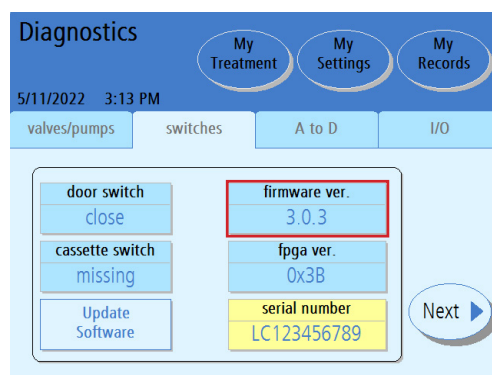 Diagnostics
My Treatment
My Settings
My Records
5/11/2022 3:13 PM
valves/pumps
switches
A to D
I/O
door switch
close
firmware ver.
3.0.3
cassette switch
missing
fpga ver.
0x3B
Update
Software
serial number
LC123456789
Next